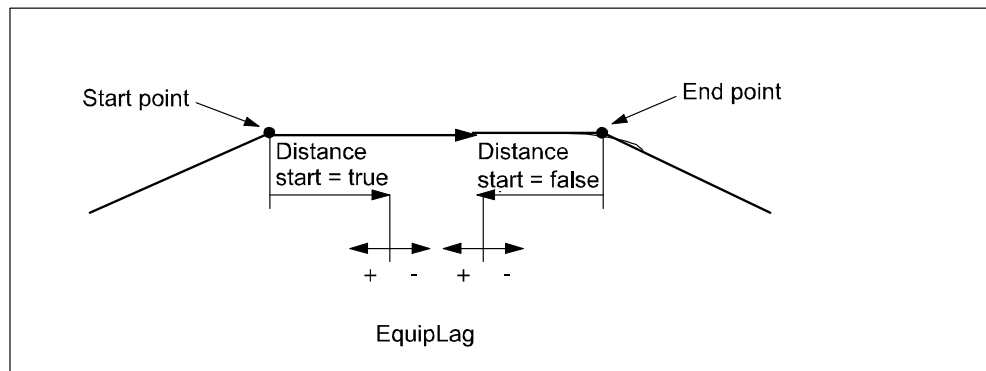 Start point
End point
Distance
start = true
Distance
start = false
+ - + -
EquipLag